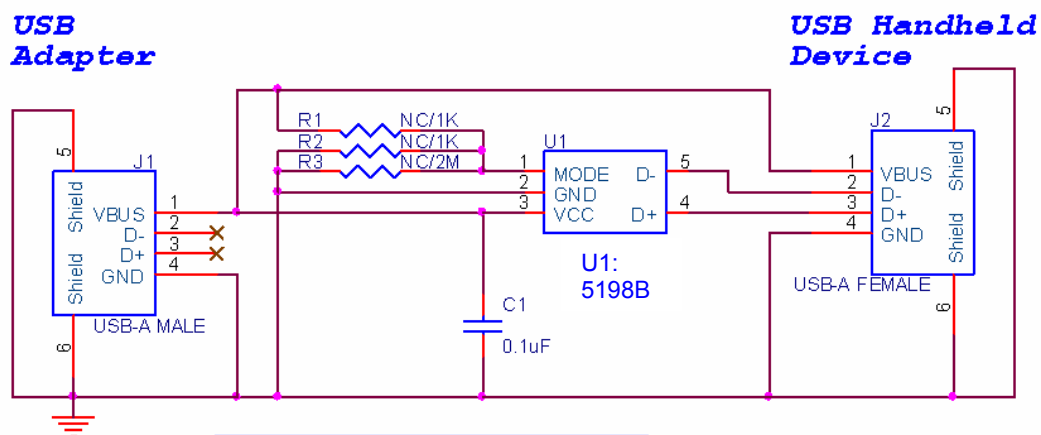 USB
Adapter
USB Handheld
Device
R1 NC/1K
R2 NC/1K
R3 NC/2M
U1
1 MODE D- 5
2 GND
3 VCC D+ 4
U1:
5198B
C1
0.1uF
J1
5
Shield
VBUS 1
D- 2
D+ 3
GND 4
Shield
6
USB-A MALE
J2
5
Shield
1 VBUS
2 D-
3 D+
4 GND
Shield
6
USB-A FEMALE